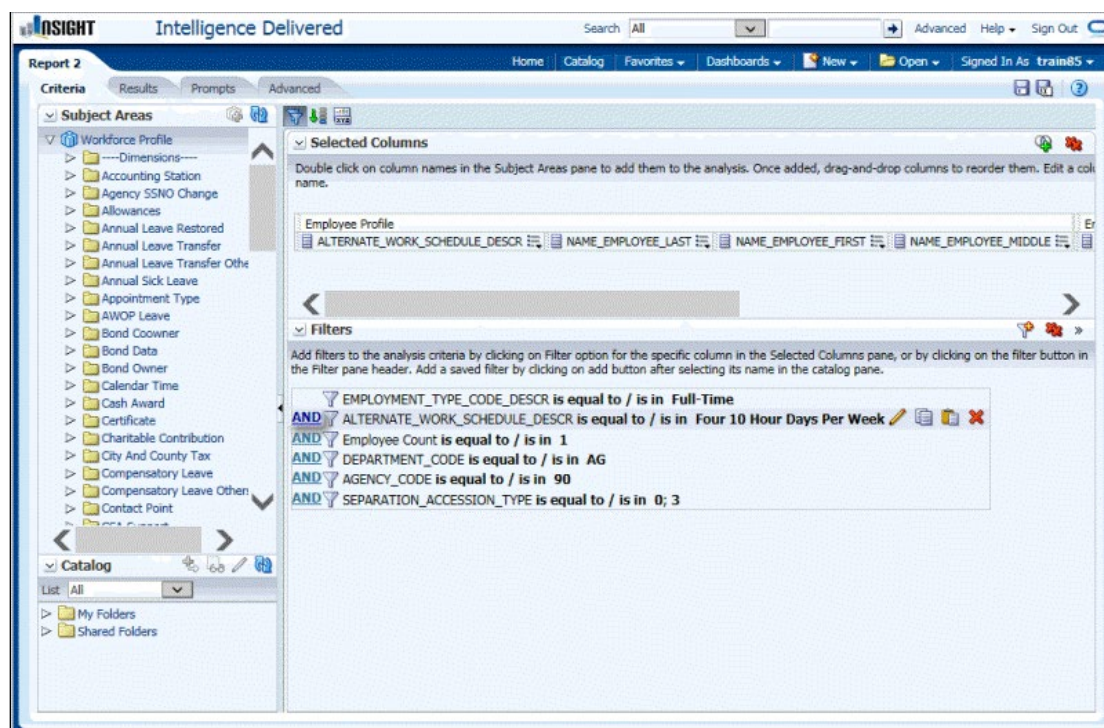 INSIGHT Intelligence Delivered Search All Advanced Help Sign Out
Report 2 Home Catalog Favorites Dashboards New Open Signed In As train85
Criteria Results Prompts Advanced
Subject Areas
Workforce Profile
----Dimensions----
Accounting Station
Agency SSNO Change
Allowances
Annual Leave Restored
Annual Leave Transfer
Annual Leave Transfer Othe
Annual Sick Leave
Appointment Type
AWOP Leave
Bond Coowner
Bond Data
Bond Owner
Calendar Time
Cash Award
Certificate
Charitable Contribution
City And County Tax
Compensatory Leave
Compensatory Leave Others
Contact Point
Catalog
List All
My Folders
Shared Folders
Selected Columns
Double click on column names in the Subject Areas pane to add them to the analysis. Once added, drag-and-drop columns to reorder them. Edit a colu
name.
Employee Profile
ALTERNATE_WORK_SCHEDULE_DESCR NAME_EMPLOYEE_LAST NAME_EMPLOYEE_FIRST NAME_EMPLOYEE_MIDDLE
Filters
Add filters to the analysis criteria by clicking on Filter option for the specific column in the Selected Columns pane, or by clicking on the filter button in
the Filter pane header. Add a saved filter by clicking on add button after selecting its name in the catalog pane.
EMPLOYMENT_TYPE_CODE_DESCR is equal to / is in Full-Time
AND ALTERNATE_WORK_SCHEDULE_DESCR is equal to / is in Four 10 Hour Days Per Week
AND Employee Count is equal to / is in 1
AND DEPARTMENT_CODE is equal to / is in AG
AND AGENCY_CODE is equal to / is in 90
AND SEPARATION_ACCESSION_TYPE is equal to / is in 0; 3